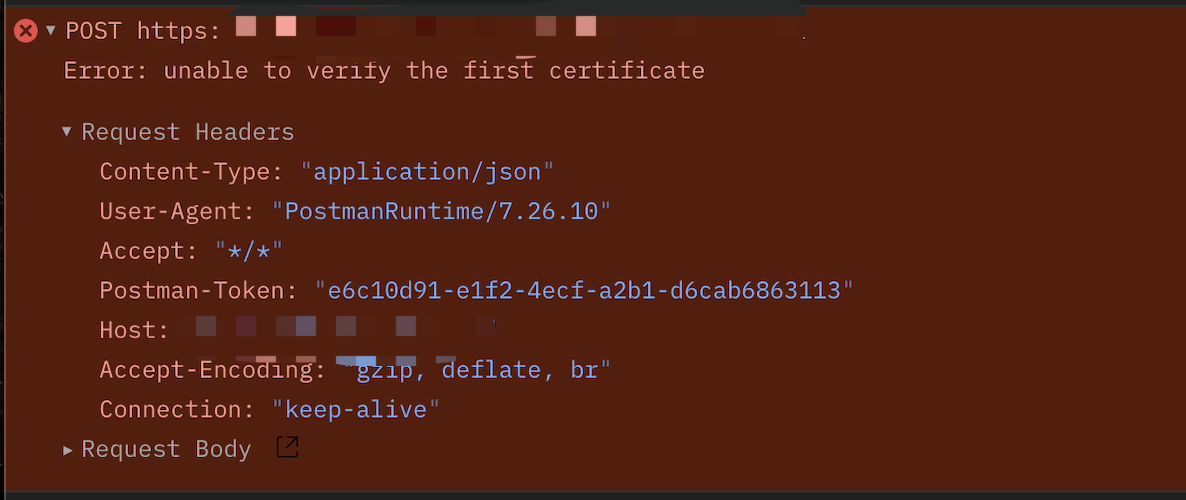 POST https:
Error: unable to verify the first certificate
Request Headers
Content-Type: "application/json"
User-Agent: "PostmanRuntime/7.26.10"
Accept: "*/*"
Postman-Token: "e6c10d91-e1f2-4ecf-a2b1-d6cab6863113"
Host:
Accept-Encoding: "gzip, deflate, br"
Connection: "keep-alive"
Request Body